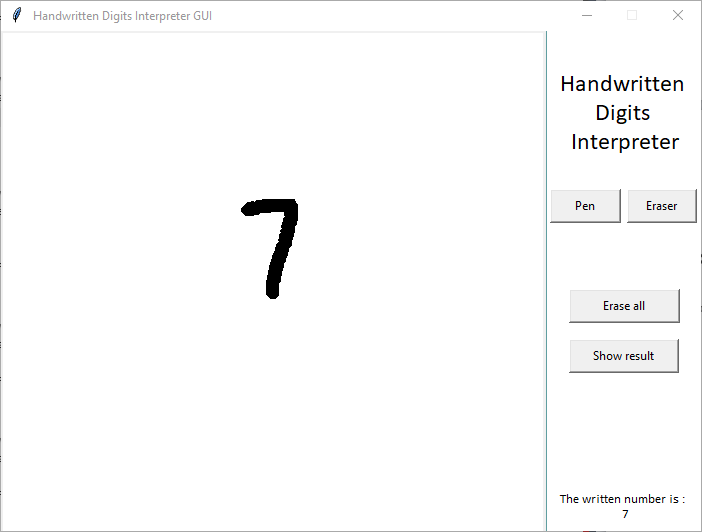 Handwritten Digits Interpreter GUI
7
Handwritten
Digits
Interpreter
Pen
Eraser
Erase all
Show result
The written number is :
7